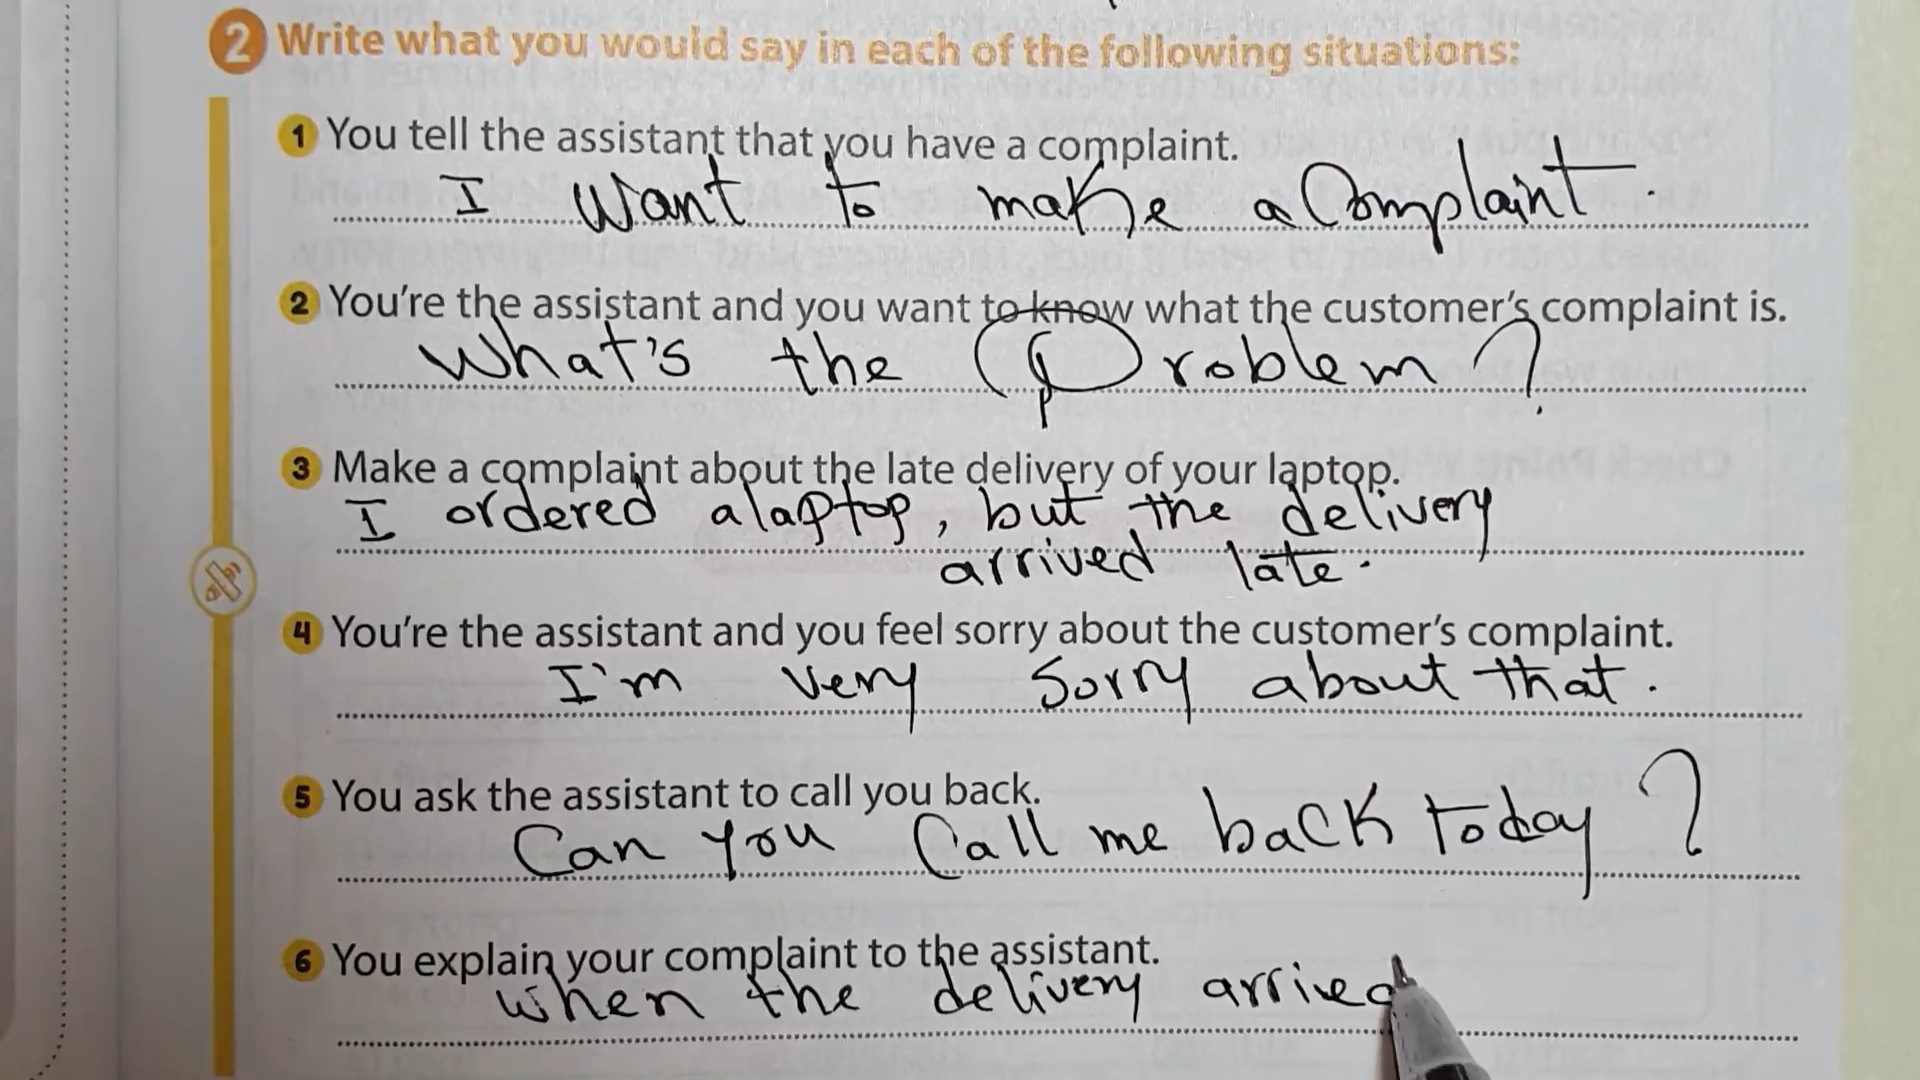 2 Write what you would say in each of the following situations:
1 You tell the assistant that you have a complaint.
I want to make a complaint.
2 You're the assistant and you want to know what the customer's complaint is.
What's the problem?
3 Make a complaint about the late delivery of your laptop.
I ordered a laptop, but the delivery
arrived late.
4 You're the assistant and you feel sorry about the customer's complaint.
I'm very sorry about that.
5 You ask the assistant to call you back.
Can you call me back today?
6 You explain your complaint to the assistant.
when the delivery arrived